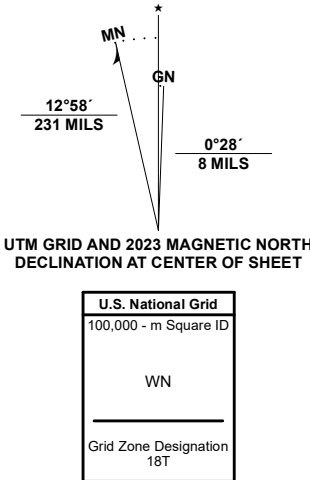 ★
MN
GN
12°58´
231 MILS
0°28´
8 MILS
UTM GRID AND 2023 MAGNETIC NORTH
DECLINATION AT CENTER OF SHEET
U.S. National Grid
100,000 - m Square ID
WN
Grid Zone Designation
18T